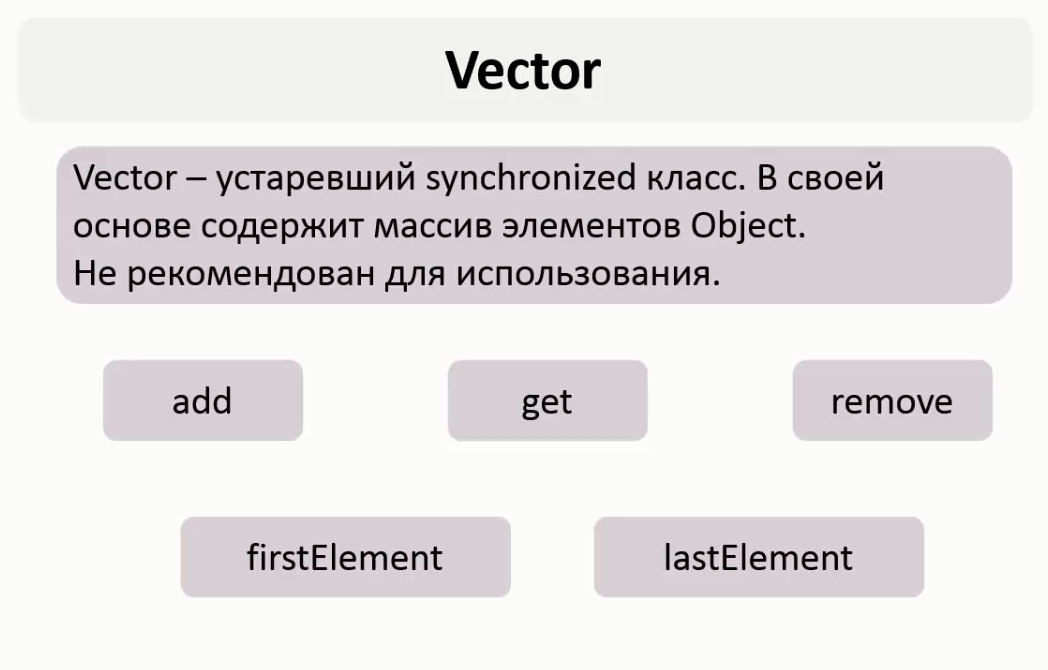 Vector
Vector – устаревший synchronized класс. В своей
основе содержит массив элементов Object.
Не рекомендован для использования.
add
get
remove
firstElement
lastElement